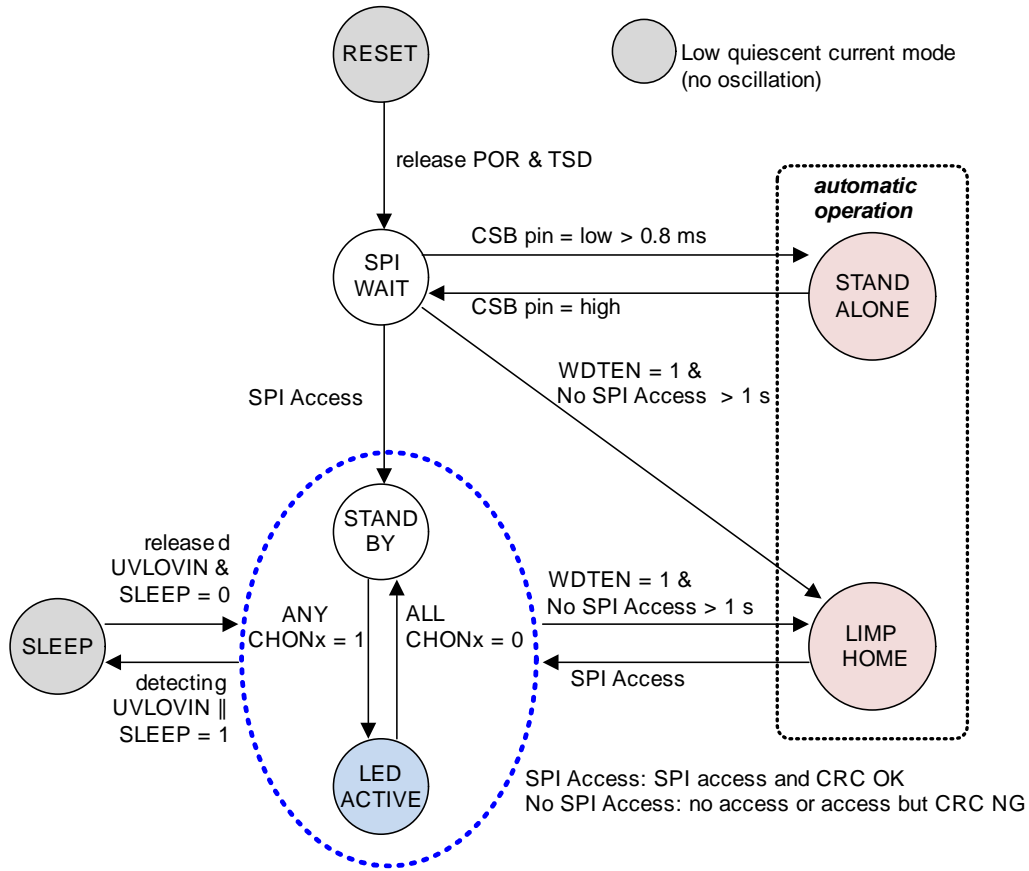 RESET
Low quiescent current mode
(no oscillation)
release POR & TSD
automatic
operation
CSB pin = low > 0.8 ms
SPI
WAIT
STAND
ALONE
CSB pin = high
WDTEN = 1 &
No SPI Access > 1 s
SPI Access
STAND
BY
released
UVLOVIN &
SLEEP = 0
WDTEN = 1 &
No SPI Access > 1 s
ANY
CHONx = 1
ALL
CHONx = 0
SLEEP
LIMP
HOME
SPI Access
detecting
UVLOVIN ||
SLEEP = 1
LED
ACTIVE
SPI Access: SPI access and CRC OK
No SPI Access: no access or access but CRC NG